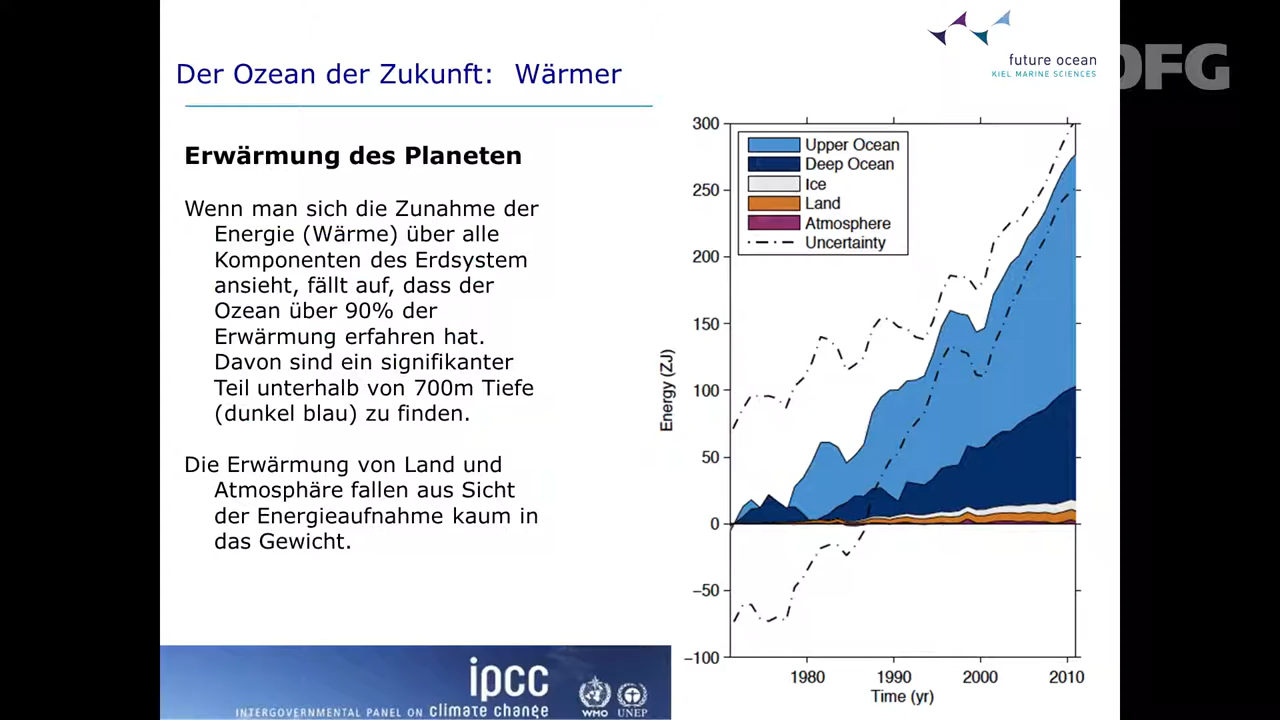 future ocean
KIEL MARINE SCIENCES
DFG
Der Ozean der Zukunft: Wärmer
Erwärmung des Planeten
Wenn man sich die Zunahme der
Energie (Wärme) über alle
Komponenten des Erdsystem
ansieht, fällt auf, dass der
Ozean über 90% der
Erwärmung erfahren hat.
Davon sind ein signifikanter
Teil unterhalb von 700m Tiefe
(dunkel blau) zu finden.
Die Erwärmung von Land und
Atmosphäre fallen aus Sicht
der Energieaufnahme kaum in
das Gewicht.
300
250
200
150
100
50
0
−50
−100
Energy (ZJ)
Upper Ocean
Deep Ocean
Ice
Land
Atmosphere
Uncertainty
1980
1990
2000
2010
Time (yr)
ipcc
INTERGOVERNMENTAL PANEL ON climate change
WMO
UNEP